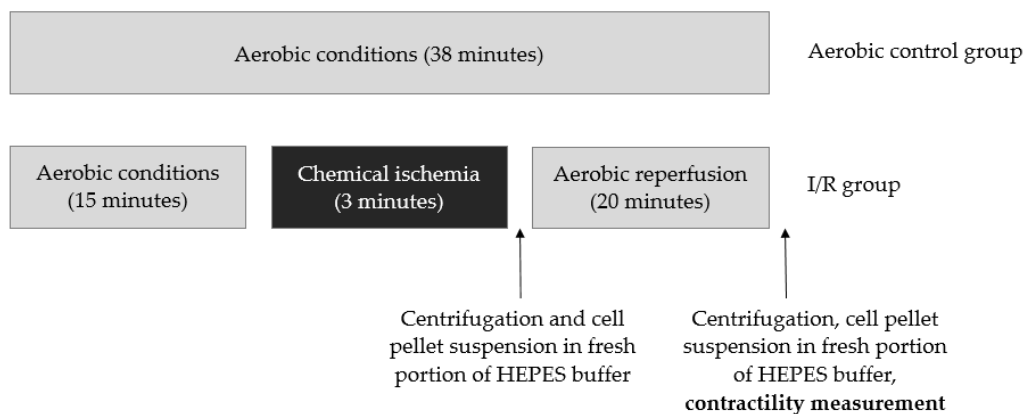 Aerobic conditions (38 minutes)
Aerobic control group
Aerobic conditions
(15 minutes)
Chemical ischemia
(3 minutes)
Aerobic reperfusion
(20 minutes)
I/R group
Centrifugation and cell
pellet suspension in fresh
portion of HEPES buffer
Centrifugation, cell pellet
suspension in fresh portion
of HEPES buffer,
contractility measurement